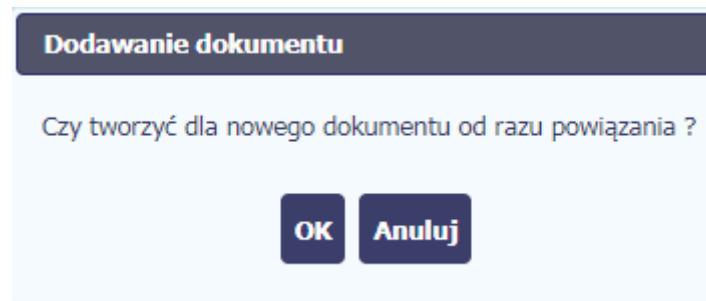 Dodawanie dokumentu
Czy tworzyć dla nowego dokumentu od razu powiązania ?
OK Anuluj